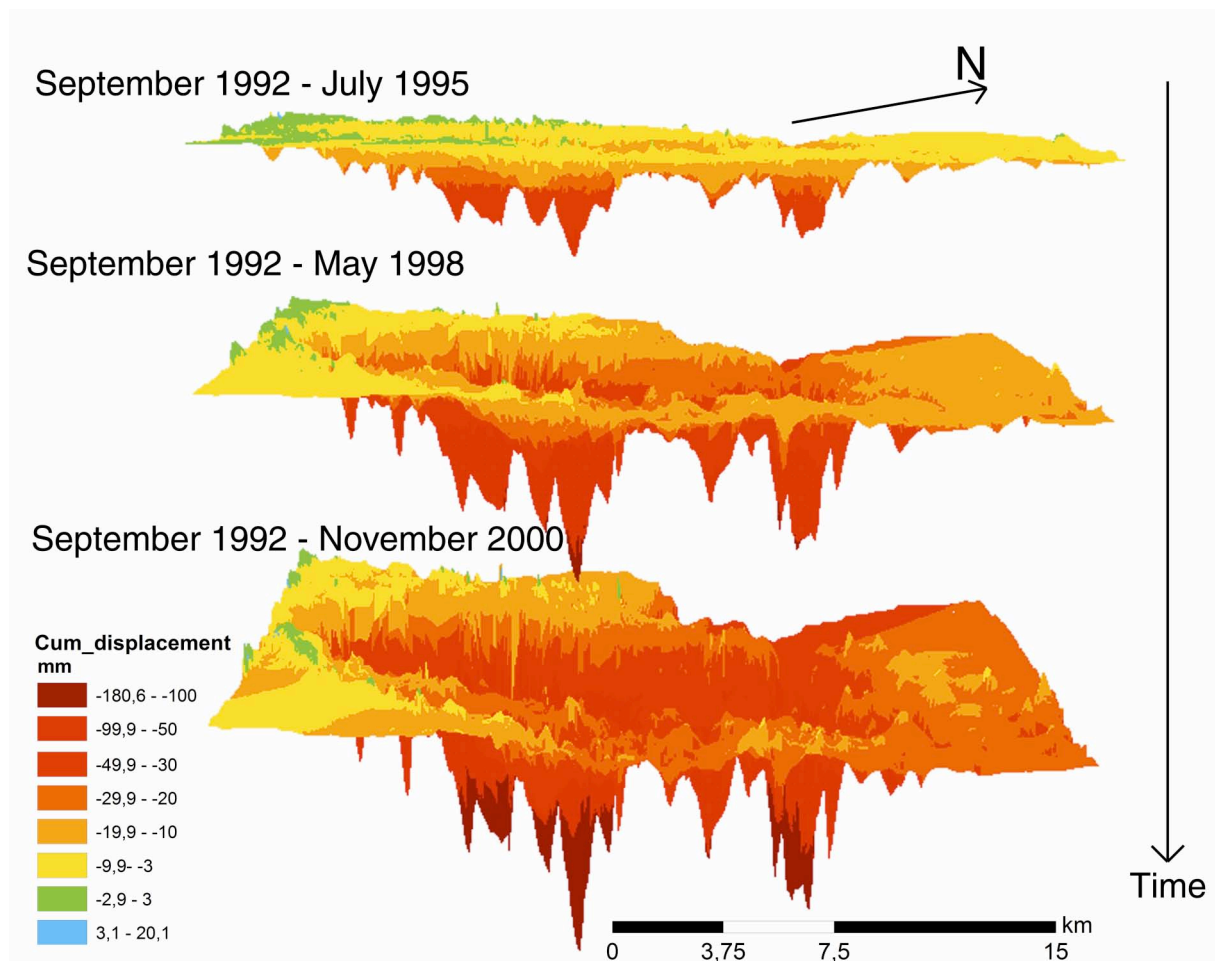 N
September 1992 - July 1995
September 1992 - May 1998
September 1992 - November 2000
Cum_displacement
mm
-180,6 - -100
-99,9 - -50
-49,9 - -30
-29,9 - -20
-19,9 - -10
-9,9- -3
-2,9 - 3
3,1 - 20,1
Time
km
0 3,75 7,5 15